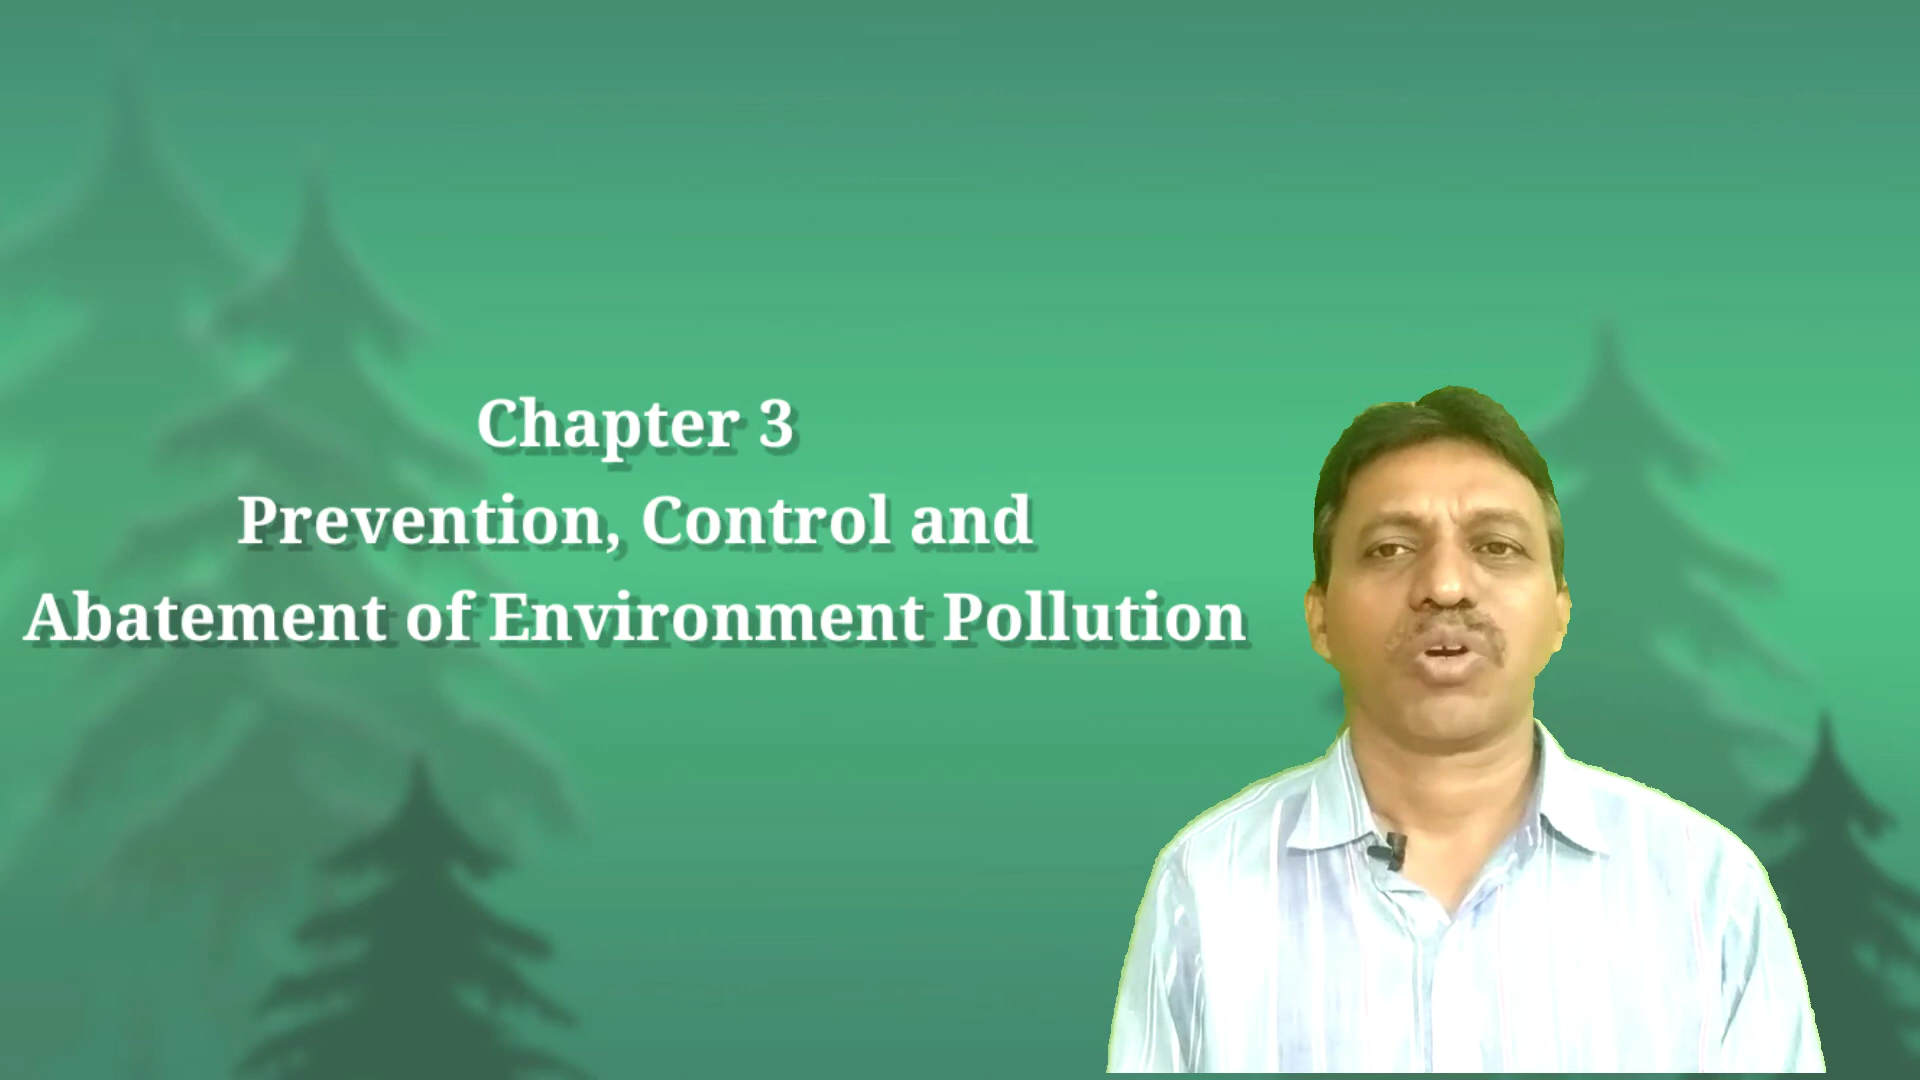 Chapter 3
Prevention, Control and
Abatement of Environment Pollution